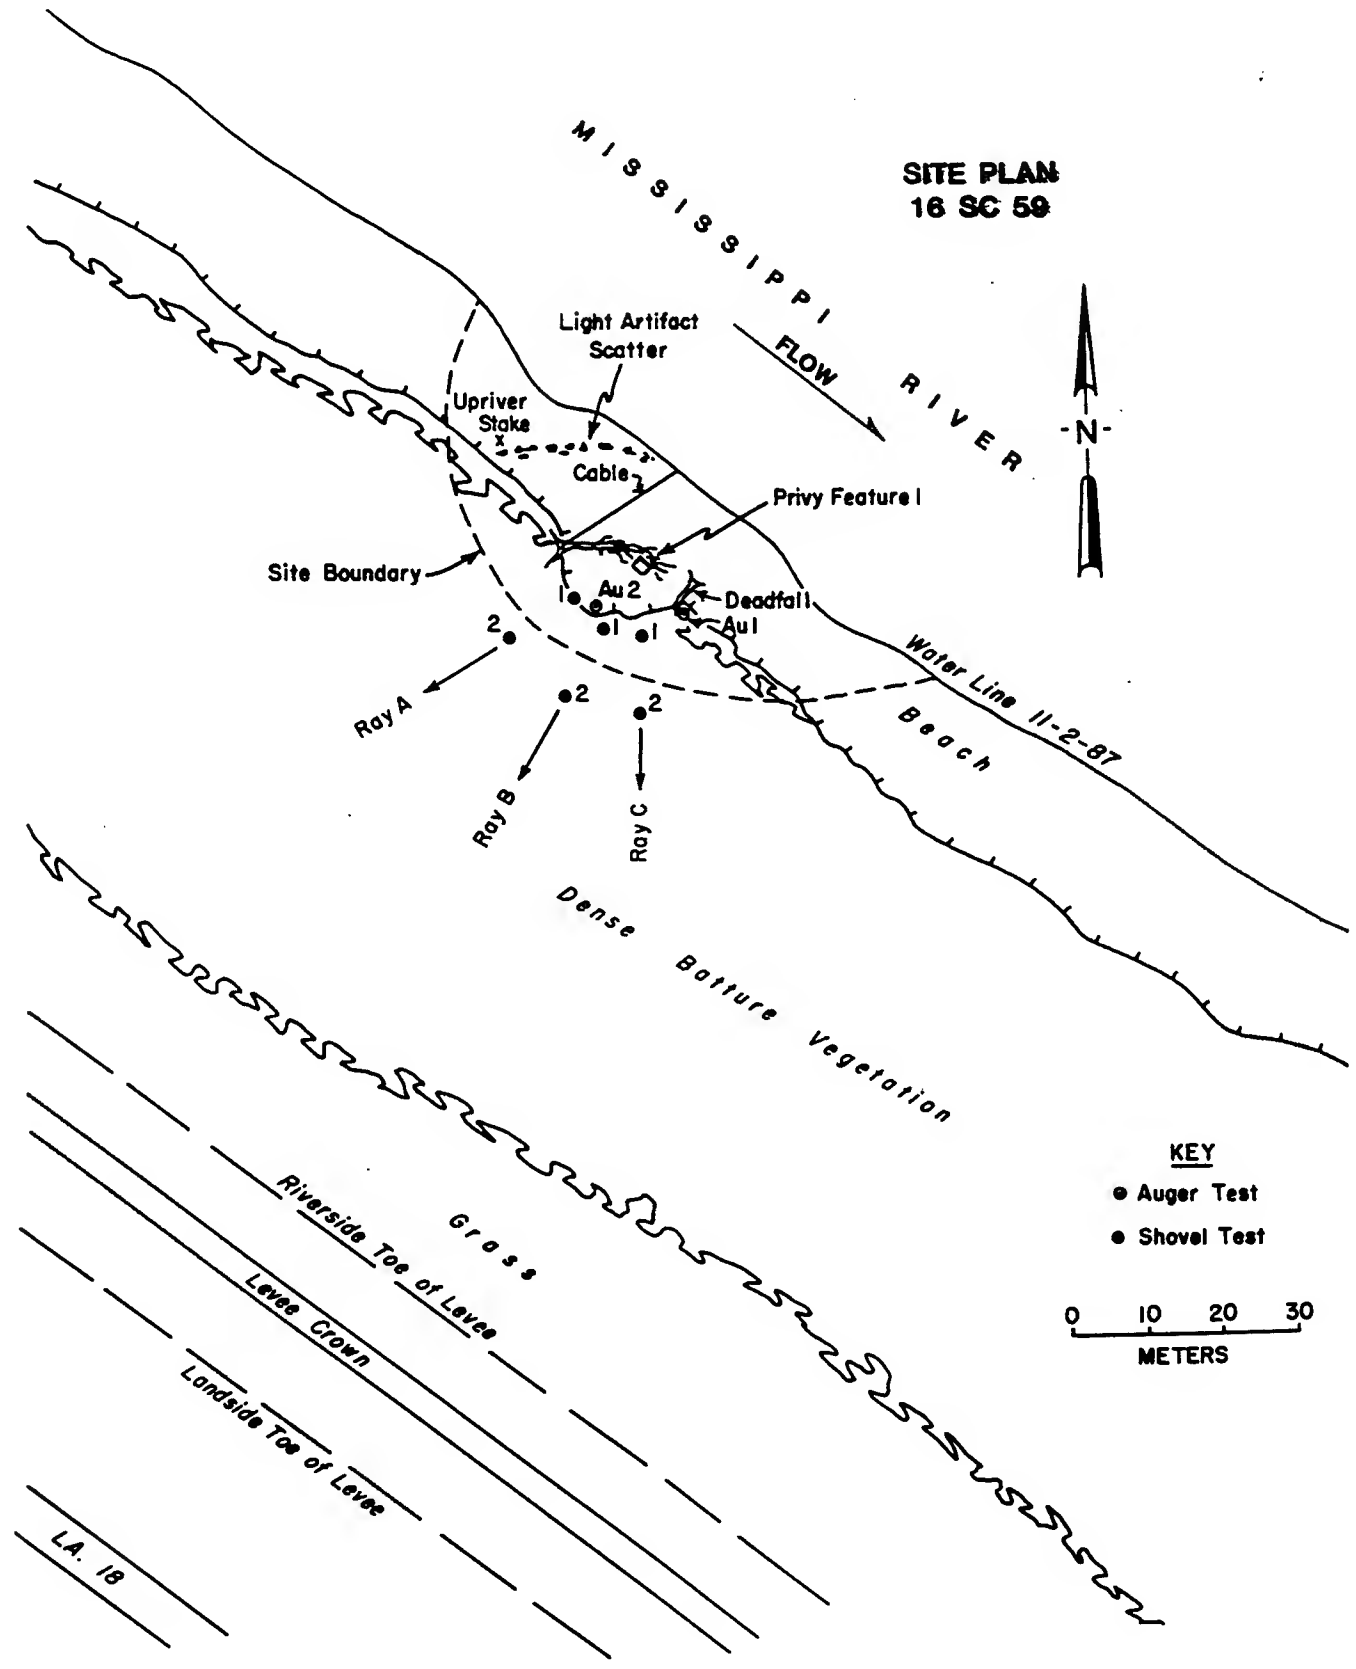 SITE PLAN
16 SC 59
MISSISSIPPI RIVER
FLOW
Light Artifact
Scatter
Upriver
Stake
x
Cable
-N-
Privy Feature 1
Site Boundary
Deadfall
Au 2
Au 1
1
1
1
2
2
2
Ray A
Ray B
Ray C
Water Line 11-2-87
Beach
Dense Batture Vegetation
KEY
Auger Test
Shovel Test
0 10 20 30
METERS
Grass
Riverside Toe of Levee
Levee Crown
Landside Toe of Levee
LA. 18